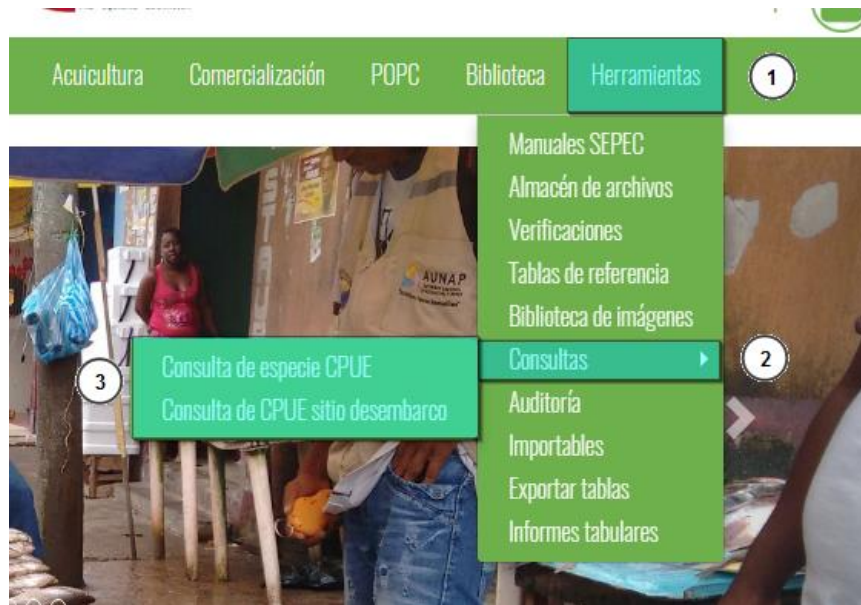 Acuicultura Comercialización POPC Biblioteca Herramientas 1
Manuales SEPEC
Almacén de archivos
Verificaciones
Tablas de referencia
Biblioteca de imágenes
Consultas 2
3 Consulta de especie CPUE
Consulta de CPUE sitio desembarco
Auditoría
Importables
Exportar tablas
Informes tabulares
AUNAP